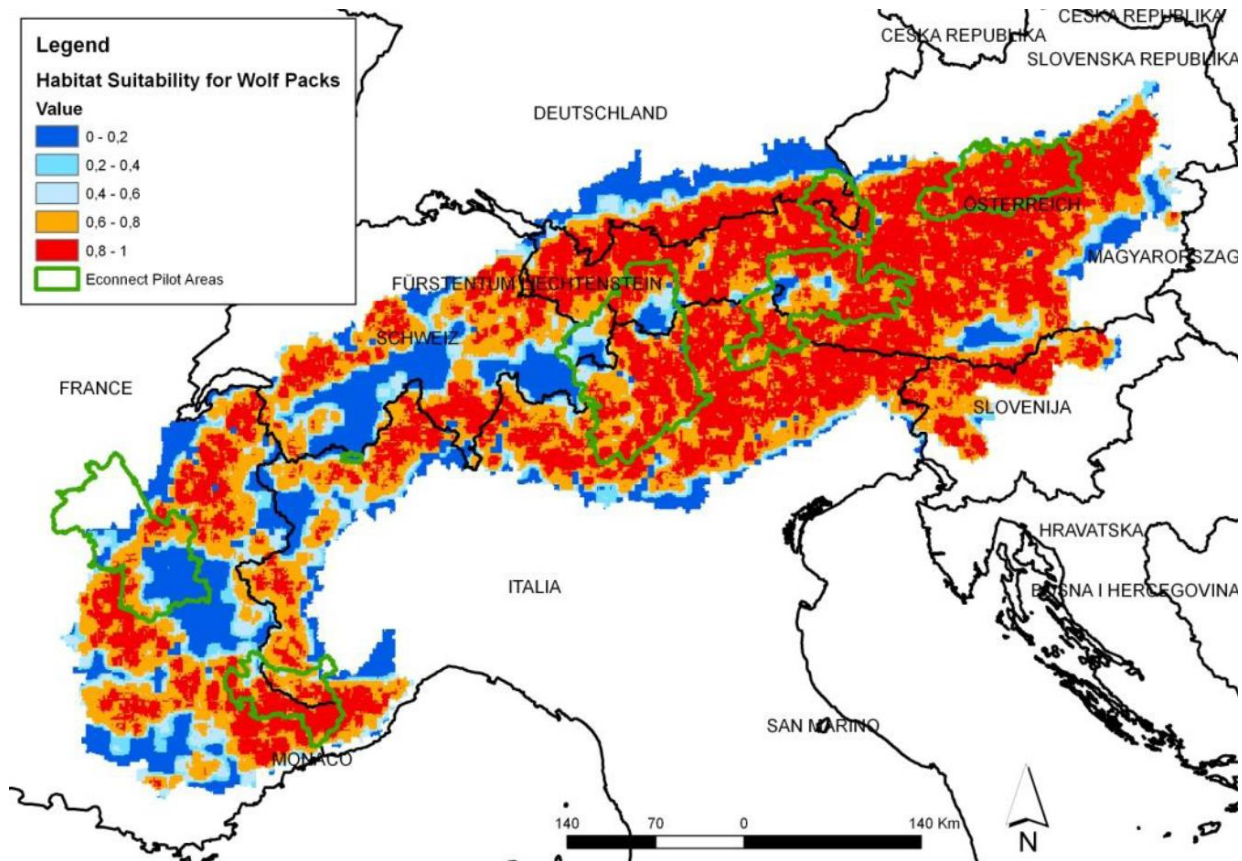 Legend
Habitat Suitability for Wolf Packs
Value
0 - 0,2
0,2 - 0,4
0,4 - 0,6
0,6 - 0,8
0,8 - 1
Econnect Pilot Areas
CESKA REPUBLIKA
CESKA REPUBLIKA
SLOVENSKA REPUBLIKA
DEUTSCHLAND
ÖSTERREICH
MAGYARORSZAG
FÜRSTENTUM LIECHTENSTEIN
SCHWEIZ
FRANCE
SLOVENIJA
HRAVATSKA
ITALIA
BOSNA I HERCEGOVINA
SAN MARINO
MONACO
140 70 0 140 Km
N